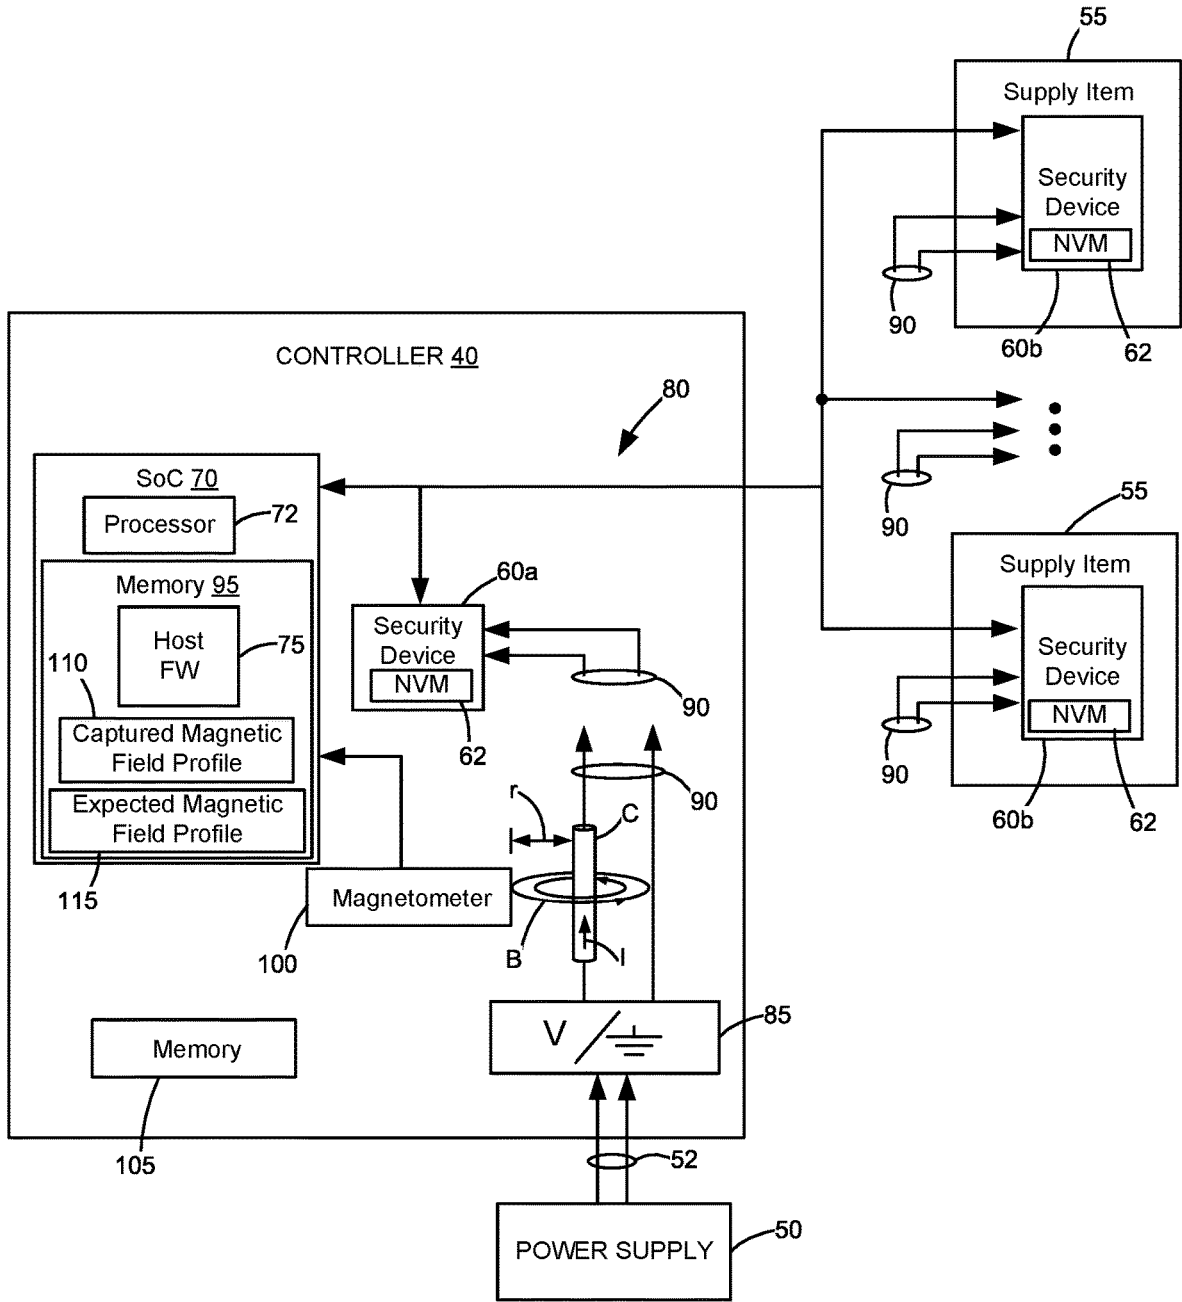 55
Supply Item
Security
Device
NVM
90
60b
62
CONTROLLER 40
80
SoC 70
Processor
72
90
55
Memory 95
60a
Supply Item
Host
FW
75
Security
Device
NVM
110
90
62
Security
Device
NVM
Captured Magnetic
Field Profile
90
90
60b
62
Expected Magnetic
Field Profile
r
C
115
Magnetometer
100
B
I
85
V
Memory
105
52
POWER SUPPLY
50